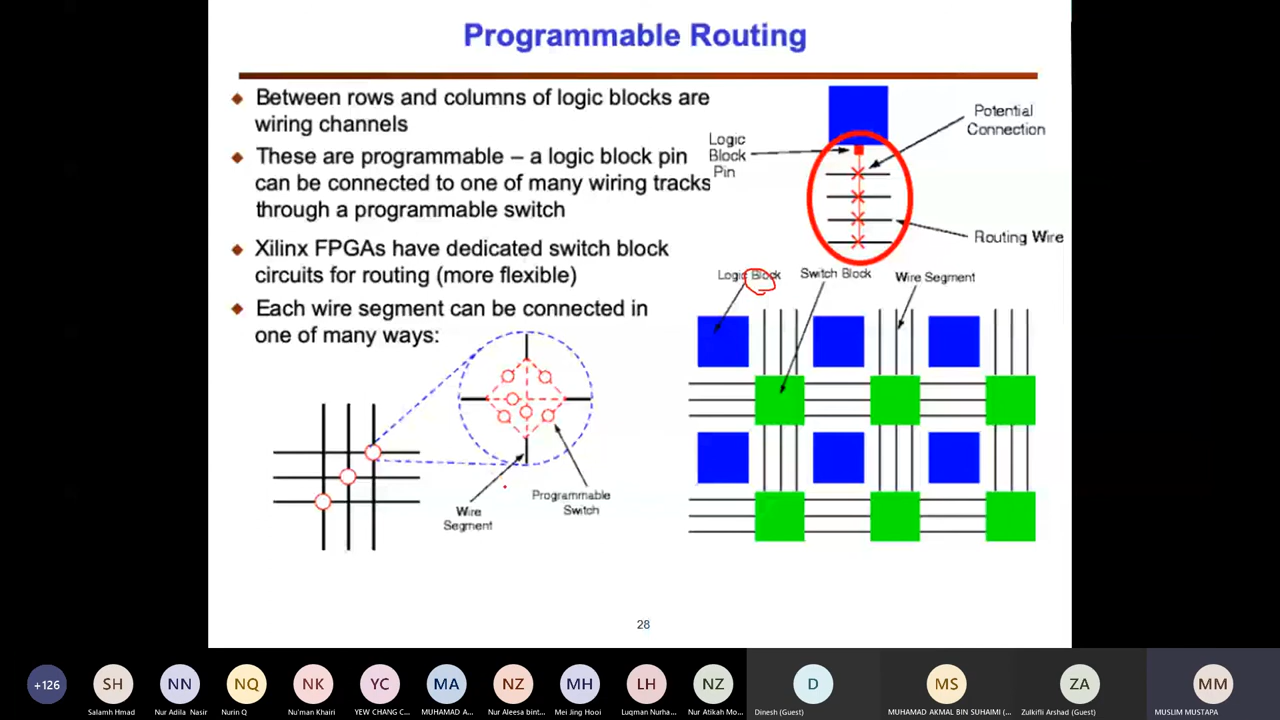 Programmable Routing
Between rows and columns of logic blocks are
wiring channels
These are programmable – a logic block pin
can be connected to one of many wiring tracks
through a programmable switch
Xilinx FPGAs have dedicated switch block
circuits for routing (more flexible)
Each wire segment can be connected in
one of many ways:
Wire
Segment
Programmable
Switch
Logic
Block
Pin
Potential
Connection
Routing Wire
Logic Block
Switch Block
Wire Segment
28
+126
SH
NN
NQ
NK
YC
MA
NZ
MH
LH
NZ
D
MS
ZA
MM
Salamh Hmad
Nur Adila Nasir
Nurin Q
Nu'man Khairi
YEW CHANG C...
MUHAMAD A...
Nur Aleesa bint...
Mei Jing Hooi
Luqman Nurha...
Nur Atikah Mo...
Dinesh (Guest)
MUHAMAD AKMAL BIN SUHAIMI (...
Zulkifli Arshad (Guest)
MUSLIM MUSTAPA